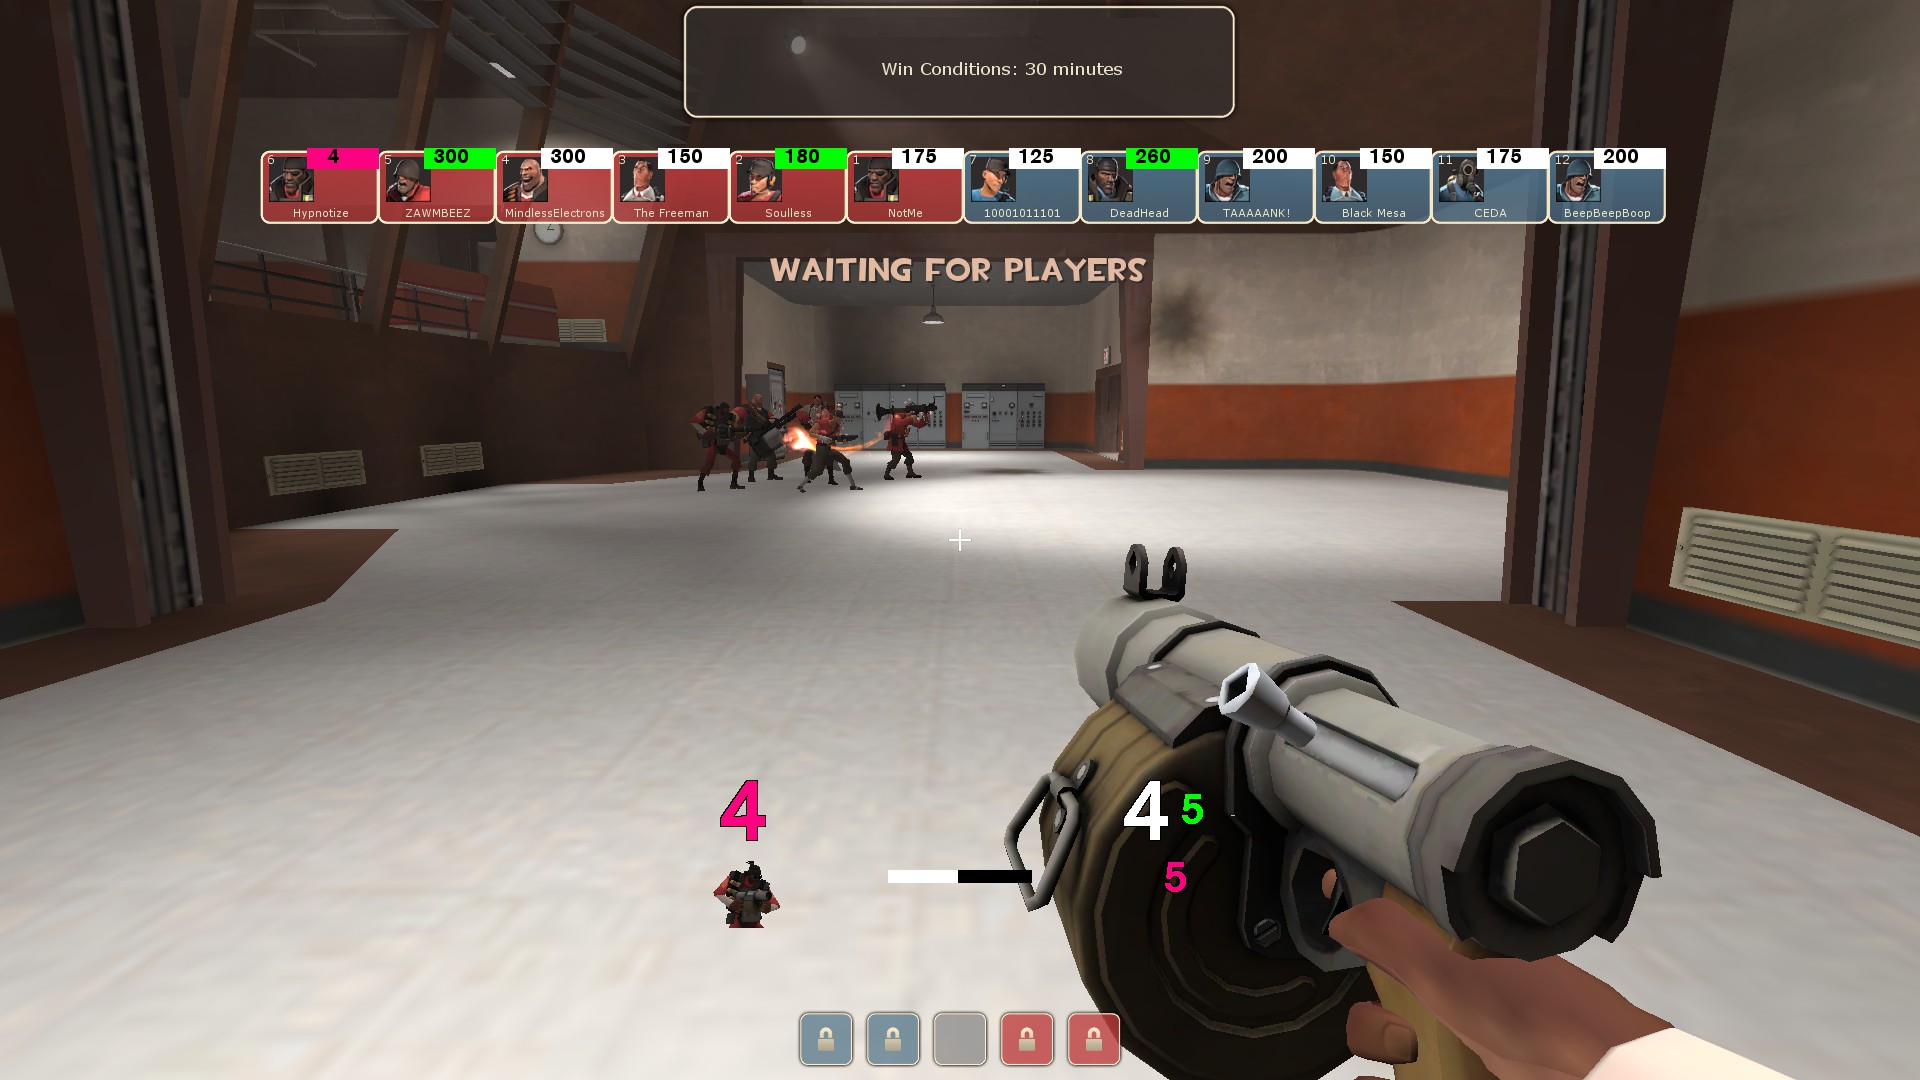 Win Conditions: 30 minutes
6 4 5 300 4 300 3 150 2 180 1 175 7 125 8 260 9 200 10 150 11 175 12 200
Hypnotize ZAWMBEEZ MindlessElectrons The Freeman Soulless NotMe 10001011101 DeadHead TAAAAANK! Black Mesa CEDA BeepBeepBoop
WAITING FOR PLAYERS
4 4 5
5